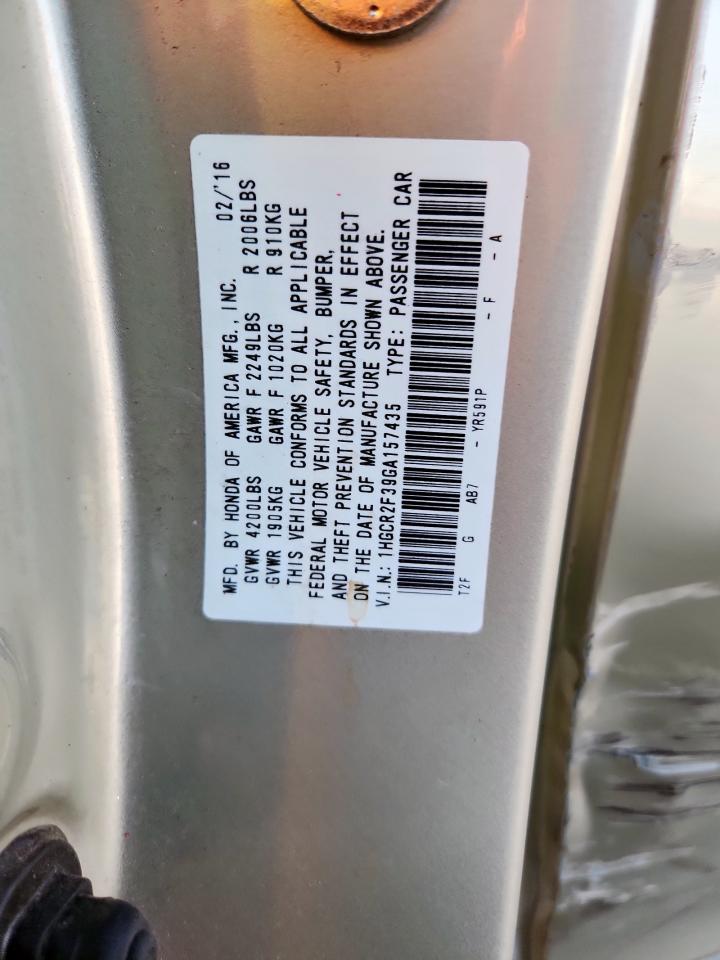 MFD. BY HONDA OF AMERICA MFG., INC. 02/'16
GVWR 4200LBS GAWR F 2249LBS R 2006LBS
GVWR 1905KG GAWR F 1020KG R 910KG
THIS VEHICLE CONFORMS TO ALL APPLICABLE
FEDERAL MOTOR VEHICLE SAFETY, BUMPER,
AND THEFT PREVENTION STANDARDS IN EFFECT
ON THE DATE OF MANUFACTURE SHOWN ABOVE.
V.I.N.: 1HGCR2F39GA157435 TYPE: PASSENGER CAR
T2F G AB7 - YR591P - F - A